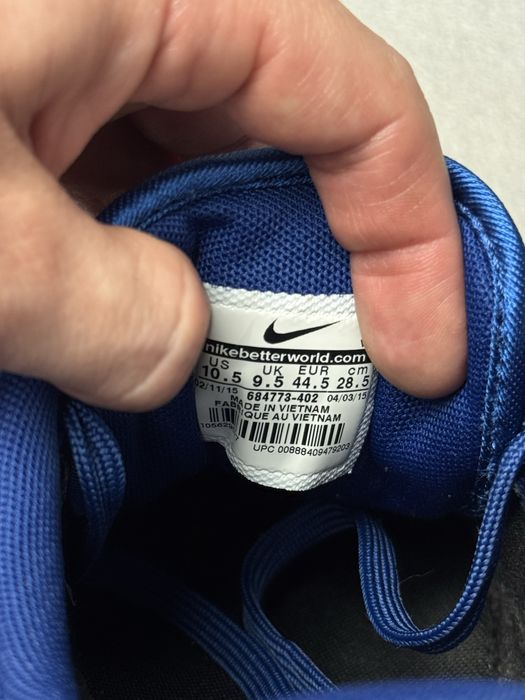 nikebetterworld.com
US UK EUR cm
10.5 9.5 44.5 28.5
02/11/15 684773-402 04/03/15
MADE IN VIETNAM
FABRIQUE AU VIETNAM
UPC 00888409479203